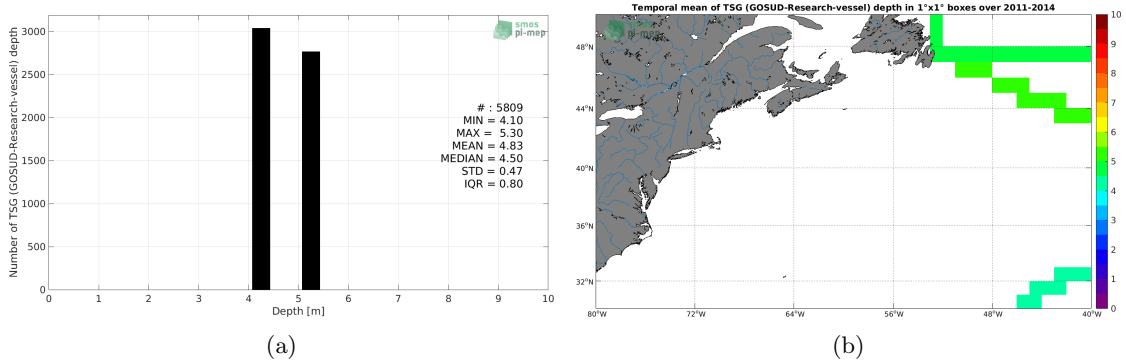 smos
pi-mep
3000
2500
2000
1500
1000
500
0
Number of TSG (GOSUD-Research-vessel) depth
# : 5809
MIN = 4.10
MAX = 5.30
MEAN = 4.83
MEDIAN = 4.50
STD = 0.47
IQR = 0.80
0 1 2 3 4 5 6 7 8 9 10
Depth [m]
(a)
Temporal mean of TSG (GOSUD-Research-vessel) depth in 1°x1° boxes over 2011-2014
smos
pi-mep
48°N
44°N
40°N
36°N
32°N
80°W 72°W 64°W 56°W 48°W 40°W
10
9
8
7
6
5
4
3
2
1
0
(b)